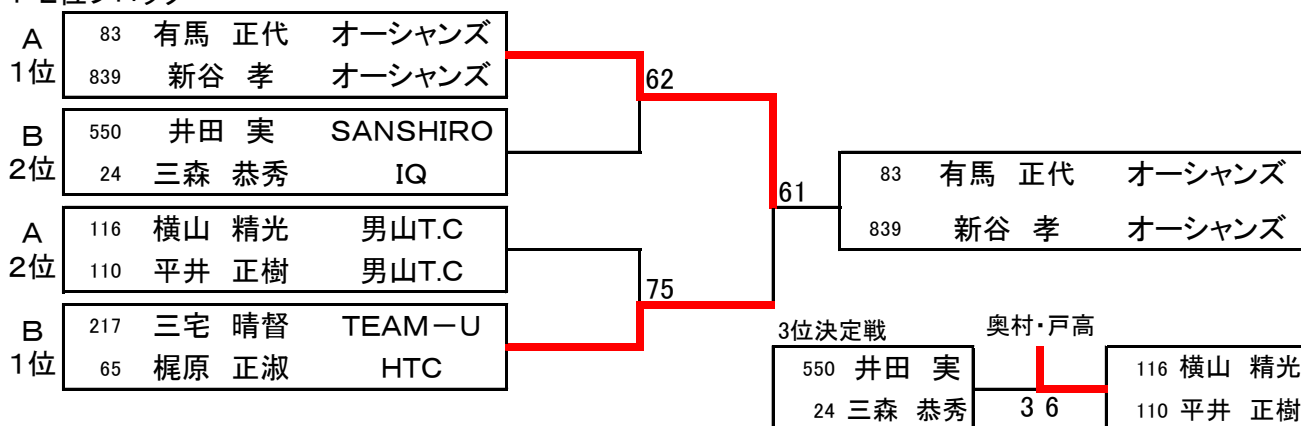 A
1位
83 有馬 正代 オーシャンズ
839 新谷 孝 オーシャンズ
62
B
2位
550 井田 実 SANSHIRO
24 三森 恭秀 IQ
61
83 有馬 正代 オーシャンズ
839 新谷 孝 オーシャンズ
A
2位
116 横山 精光 男山T.C
110 平井 正樹 男山T.C
75
B
1位
217 三宅 晴督 TEAM－U
65 梶原 正淑 HTC
3位決定戦
奥村・戸高
550 井田 実
24 三森 恭秀
3 6
116 横山 精光
110 平井 正樹